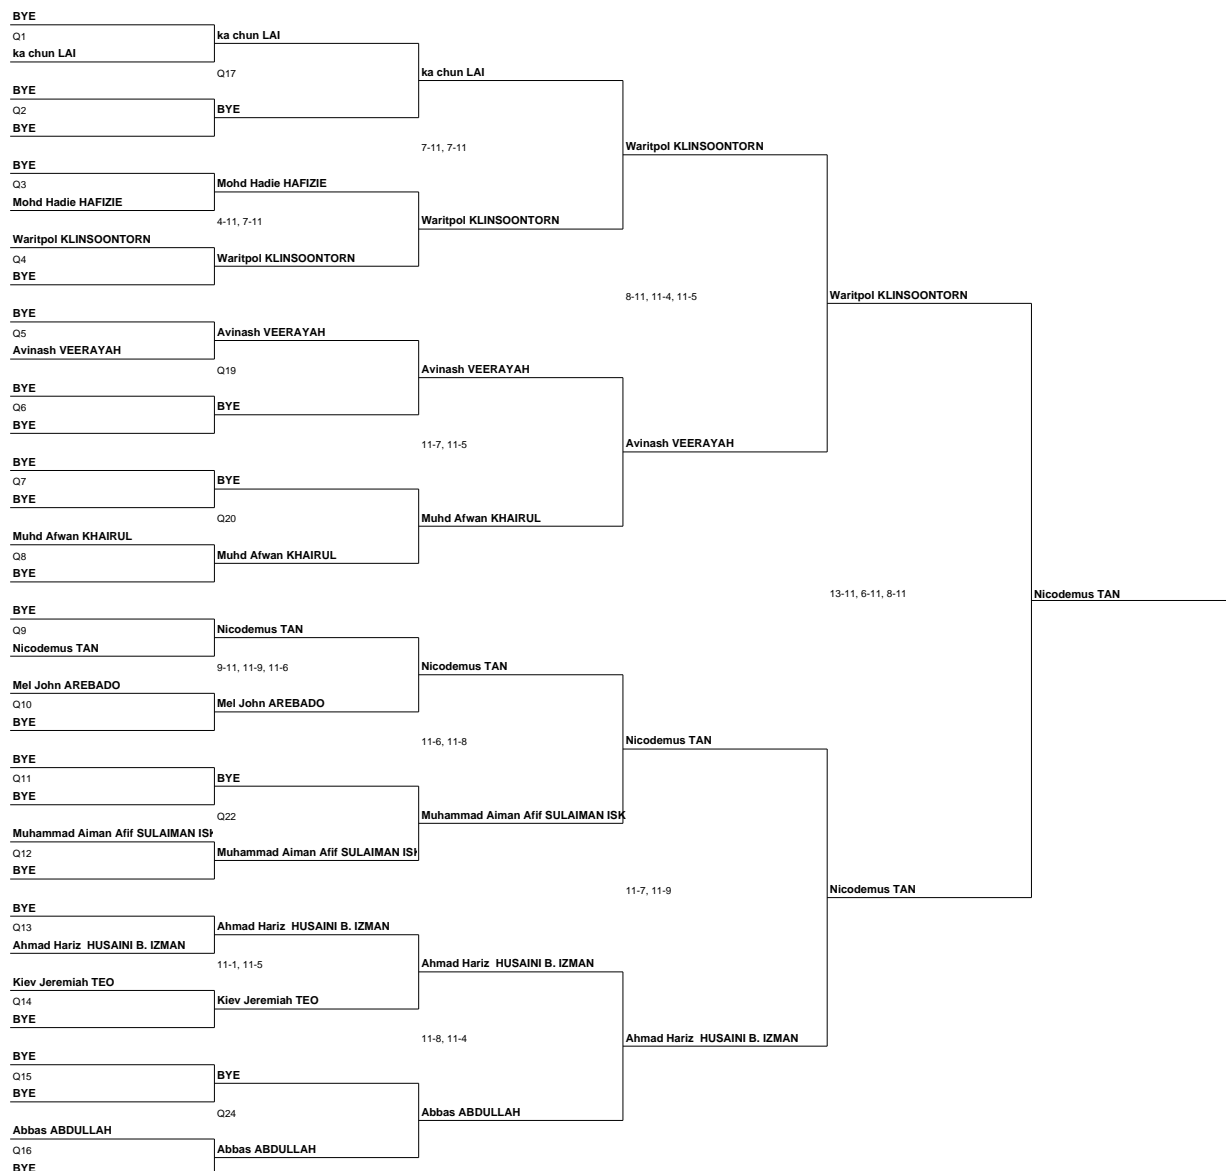 BYE
Q1
ka chun LAI
ka chun LAI
Q17
ka chun LAI
BYE
Q2
BYE
BYE
7-11, 7-11
Waritpol KLINSOONTORN
BYE
Q3
Mohd Hadie HAFIZIE
Mohd Hadie HAFIZIE
4-11, 7-11
Waritpol KLINSOONTORN
Waritpol KLINSOONTORN
Q4
BYE
Waritpol KLINSOONTORN
8-11, 11-4, 11-5
Waritpol KLINSOONTORN
BYE
Q5
Avinash VEERAYAH
Avinash VEERAYAH
Q19
Avinash VEERAYAH
BYE
Q6
BYE
BYE
11-7, 11-5
Avinash VEERAYAH
BYE
Q7
BYE
BYE
Q20
Muhd Afwan KHAIRUL
Muhd Afwan KHAIRUL
Q8
BYE
Muhd Afwan KHAIRUL
13-11, 6-11, 8-11
Nicodemus TAN
BYE
Q9
Nicodemus TAN
Nicodemus TAN
9-11, 11-9, 11-6
Nicodemus TAN
Mel John AREBADO
Q10
BYE
Mel John AREBADO
11-6, 11-8
Nicodemus TAN
BYE
Q11
BYE
BYE
Q22
Muhammad Aiman Afif SULAIMAN ISK
Muhammad Aiman Afif SULAIMAN ISK
Q12
BYE
Muhammad Aiman Afif SULAIMAN ISK
11-7, 11-9
Nicodemus TAN
BYE
Q13
Ahmad Hariz  HUSAINI B. IZMAN
Ahmad Hariz  HUSAINI B. IZMAN
11-1, 11-5
Ahmad Hariz  HUSAINI B. IZMAN
Kiev Jeremiah TEO
Q14
BYE
Kiev Jeremiah TEO
11-8, 11-4
Ahmad Hariz  HUSAINI B. IZMAN
BYE
Q15
BYE
BYE
Q24
Abbas ABDULLAH
Abbas ABDULLAH
Q16
BYE
Abbas ABDULLAH